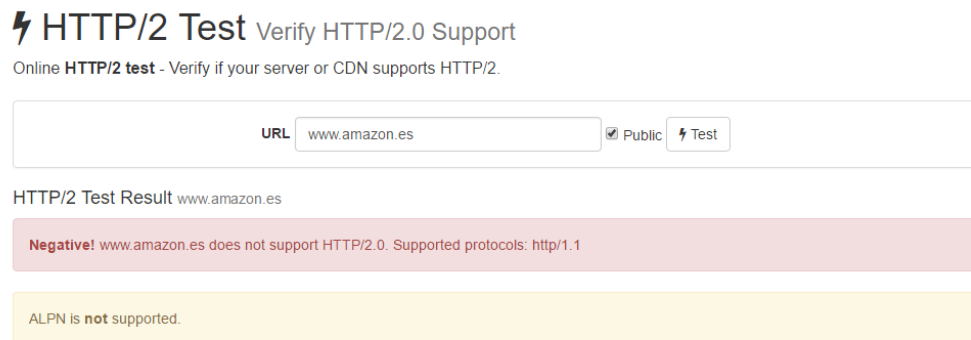 HTTP/2 Test Verify HTTP/2.0 Support
Online HTTP/2 test - Verify if your server or CDN supports HTTP/2.
URL www.amazon.es Public Test
HTTP/2 Test Result www.amazon.es
Negative! www.amazon.es does not support HTTP/2.0. Supported protocols: http/1.1
ALPN is not supported.